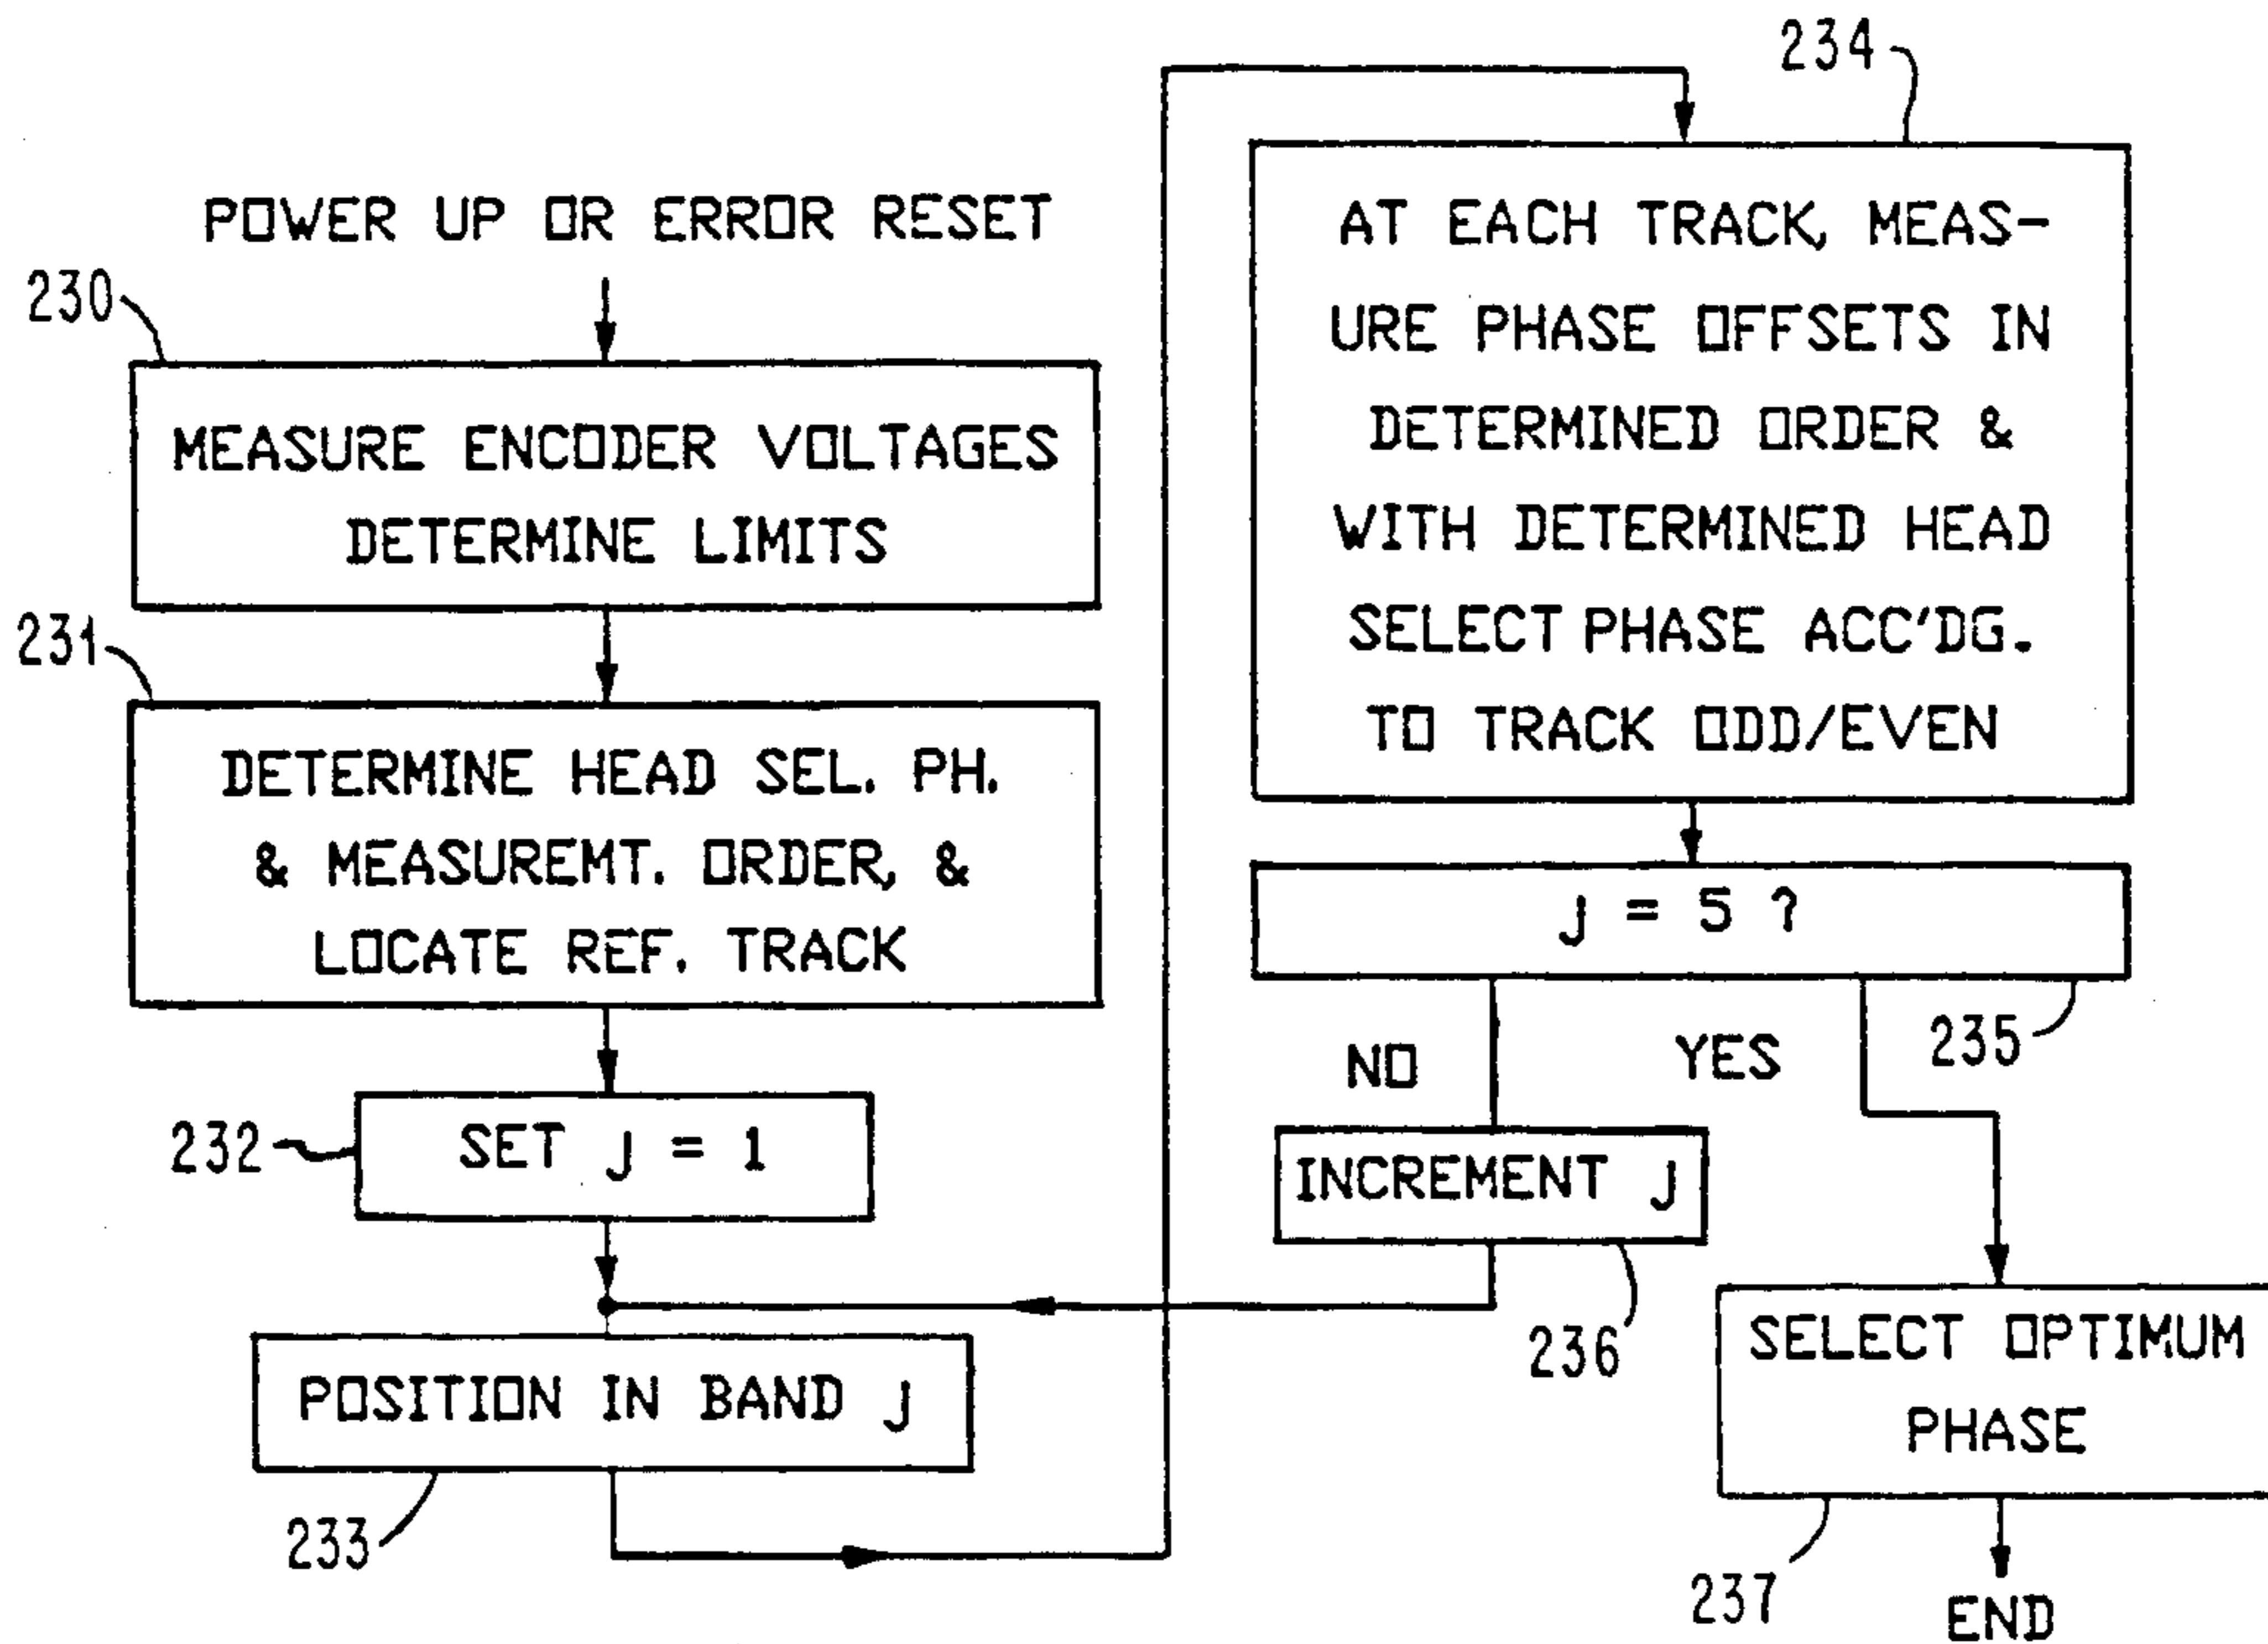 POWER UP OR ERROR RESET
230
MEASURE ENCODER VOLTAGES
DETERMINE LIMITS
231
DETERMINE HEAD SEL. PH.
& MEASUREMT. ORDER, &
LOCATE REF. TRACK
232
SET J = 1
POSITION IN BAND J
233
234
AT EACH TRACK, MEAS-
URE PHASE OFFSETS IN
DETERMINED ORDER &
WITH DETERMINED HEAD
SELECT PHASE ACC'DG.
TO TRACK ODD/EVEN
J = 5 ?
235
NO
YES
INCREMENT J
236
SELECT OPTIMUM
PHASE
237
END